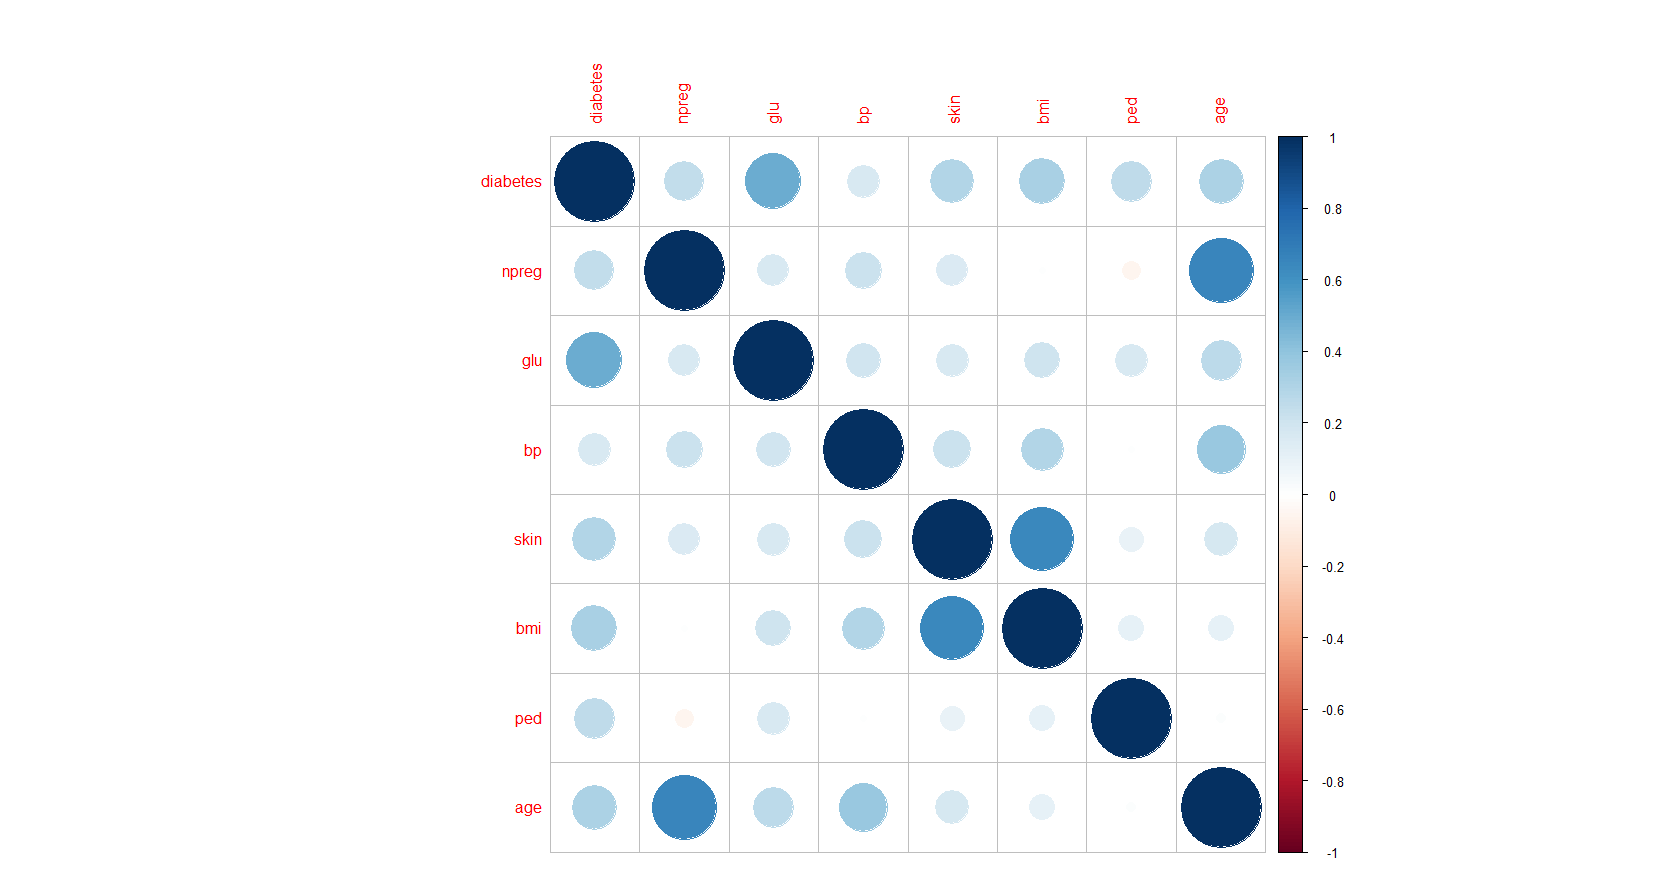 diabetes
npreg
glu
bp
skin
bmi
ped
age
diabetes
npreg
glu
bp
skin
bmi
ped
age
1
0.8
0.6
0.4
0.2
0
-0.2
-0.4
-0.6
-0.8
-1